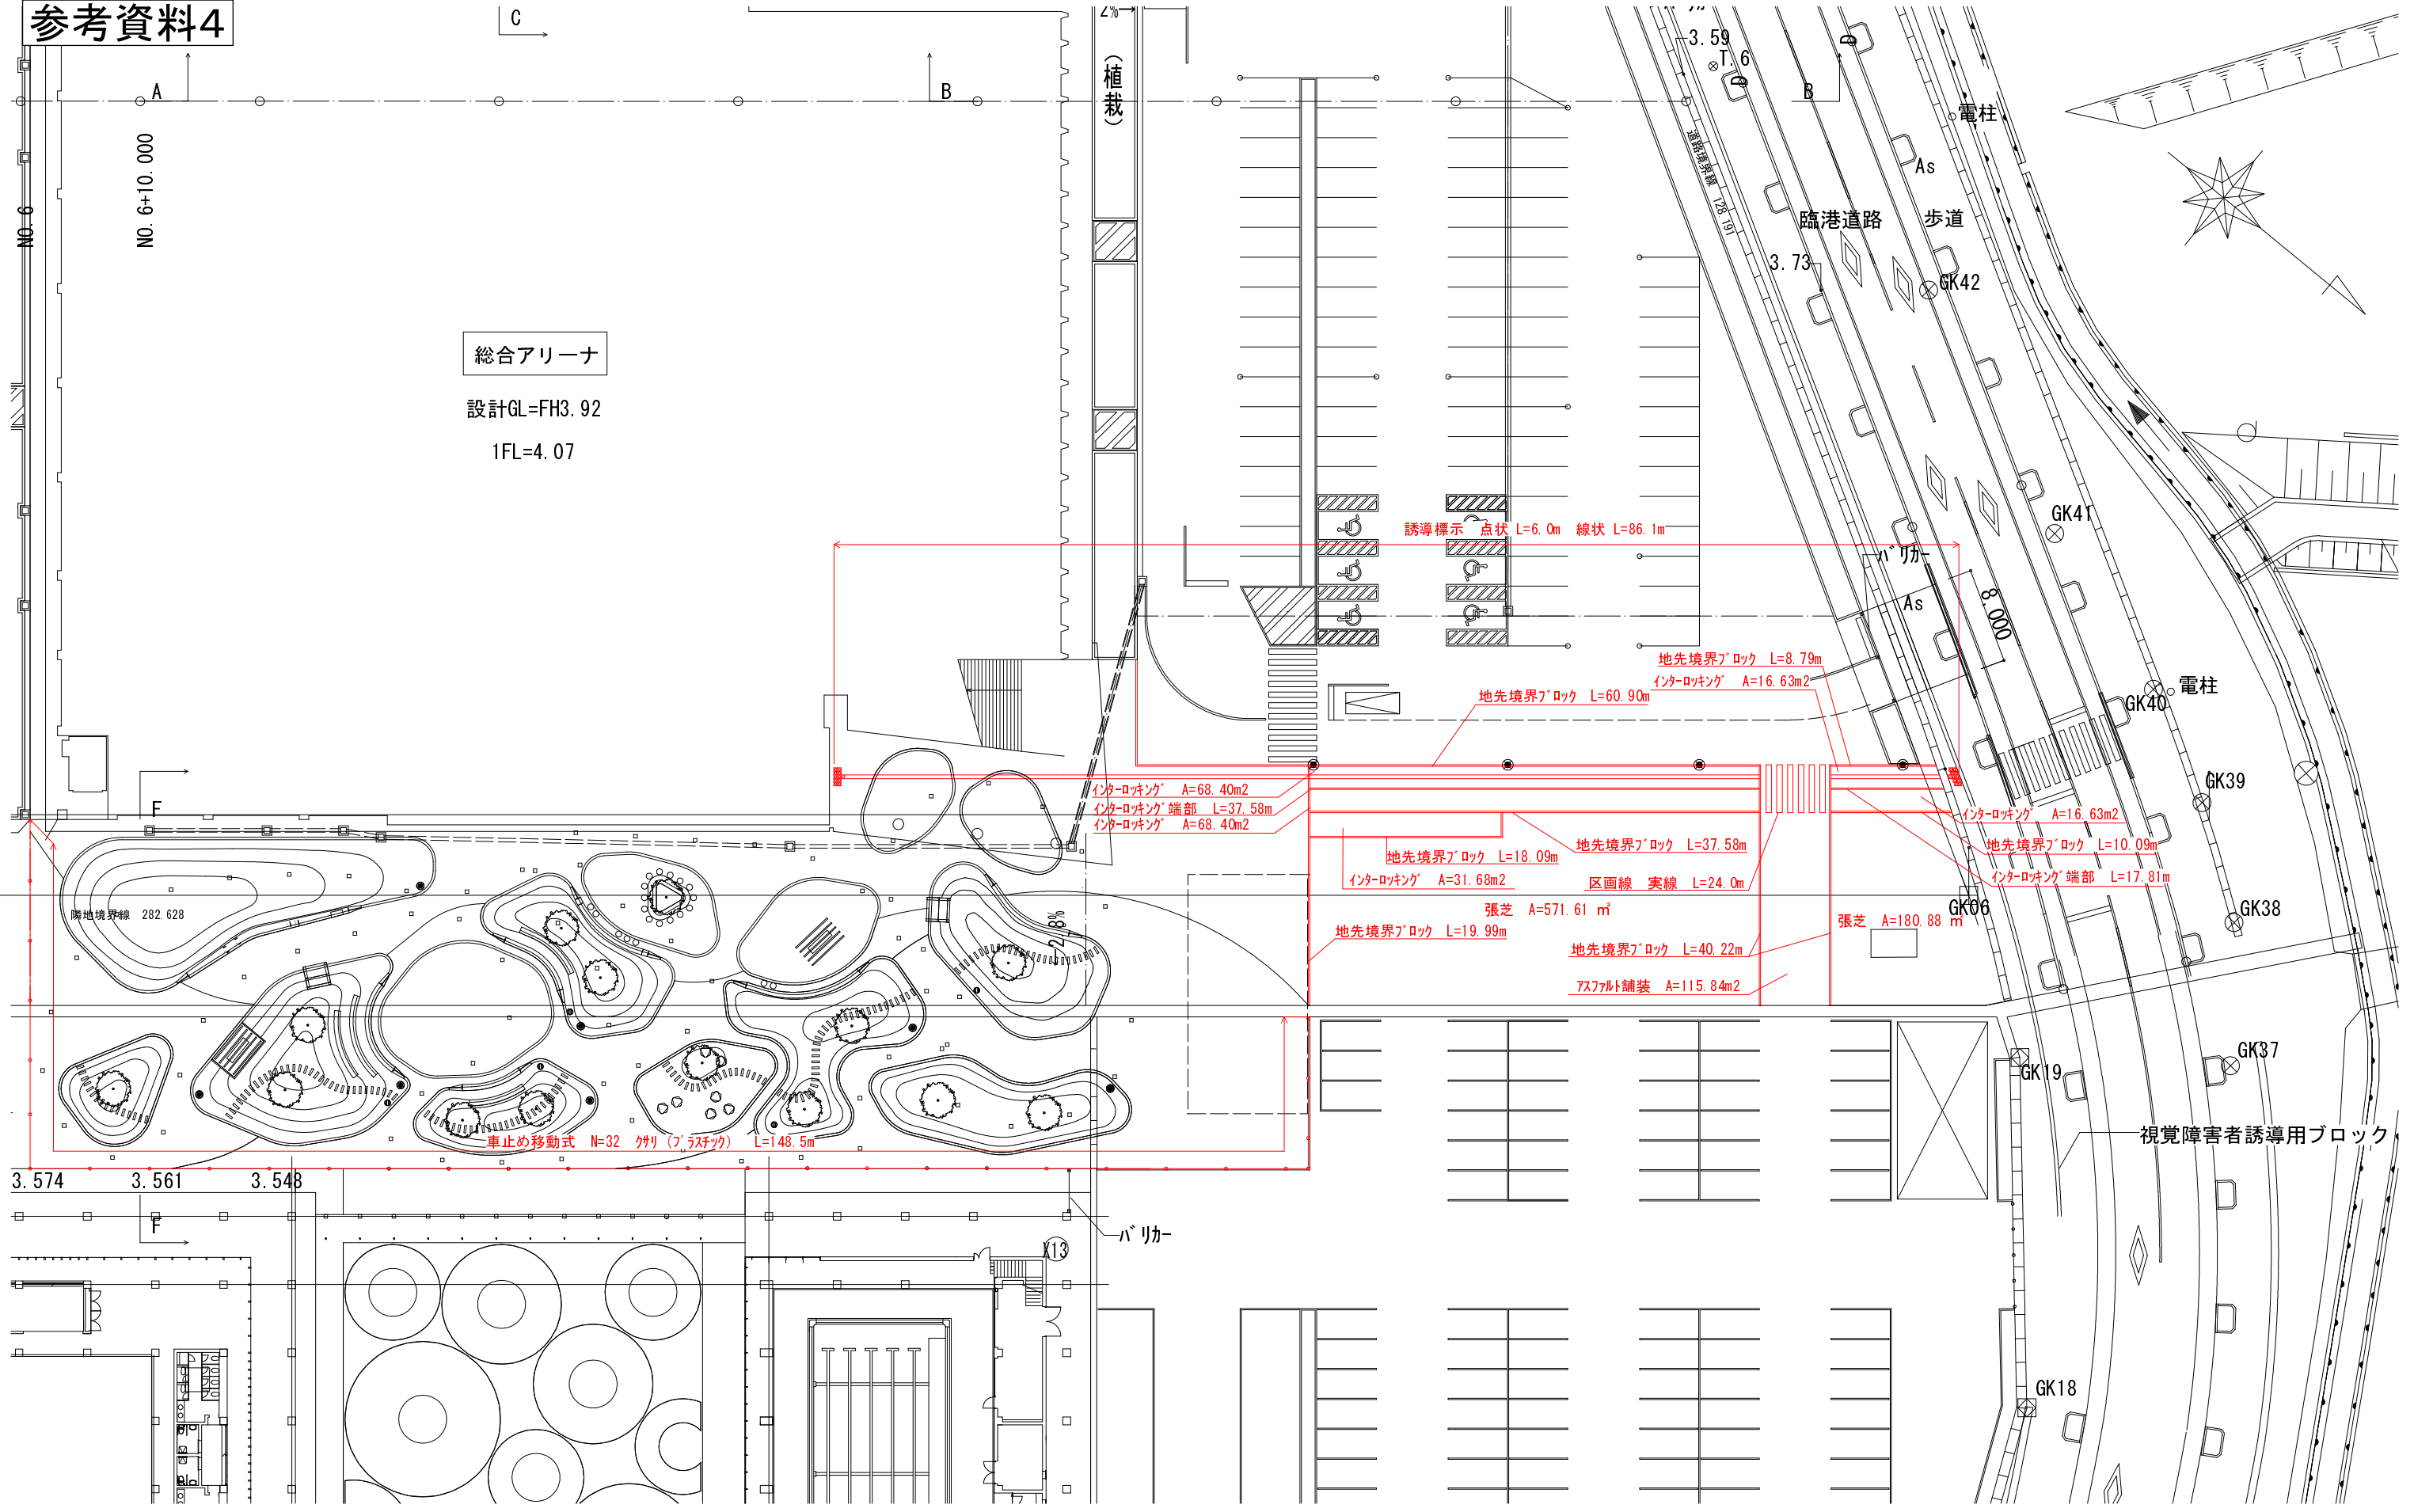 参考資料4
C
2%→
(植栽)
A
B
NO.6
NO.6+10.000
3.59
T.6
D
D
B
電柱
As
道路境界線 128.191
臨港道路
歩道
3.73
GK42
総合アリーナ
設計GL=FH3.92
1FL=4.07
誘導標示　点状 L=6.0m　線状 L=86.1m
GK41
バリカー
As
8.000
地先境界ブロック　L=8.79m
インターロッキング　A=16.63m2
地先境界ブロック　L=60.90m
電柱
GK40
GK39
インターロッキング　A=68.40m2
インターロッキング端部　L=37.58m
インターロッキング　A=68.40m2
インターロッキング　A=16.63m2
地先境界ブロック　L=37.58m
地先境界ブロック　L=10.09m
地先境界ブロック　L=18.09m
インターロッキング端部　L=17.81m
インターロッキング　A=31.68m2
区画線　実線　L=24.0m
張芝　A=571.61 ㎡
GK06
張芝　A=180.88 ㎡
GK38
地先境界ブロック　L=19.99m
地先境界ブロック　L=40.22m
アスファルト舗装　A=115.84m2
F
隣地境界線　282.628
2.8%
GK37
GK19
視覚障害者誘導用ブロック
車止め移動式　N=32　クサリ（プラスチック）　L=148.5m
3.574
3.561
3.548
F
バリカー
X13
GK18